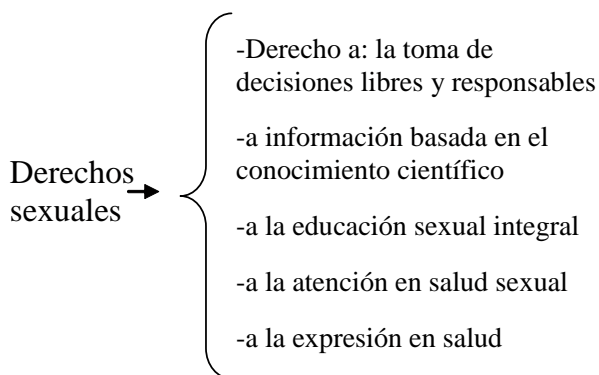 Derechos
sexuales
-Derecho a: la toma de
decisiones libres y responsables
-a información basada en el
conocimiento científico
-a la educación sexual integral
-a la atención en salud sexual
-a la expresión en salud